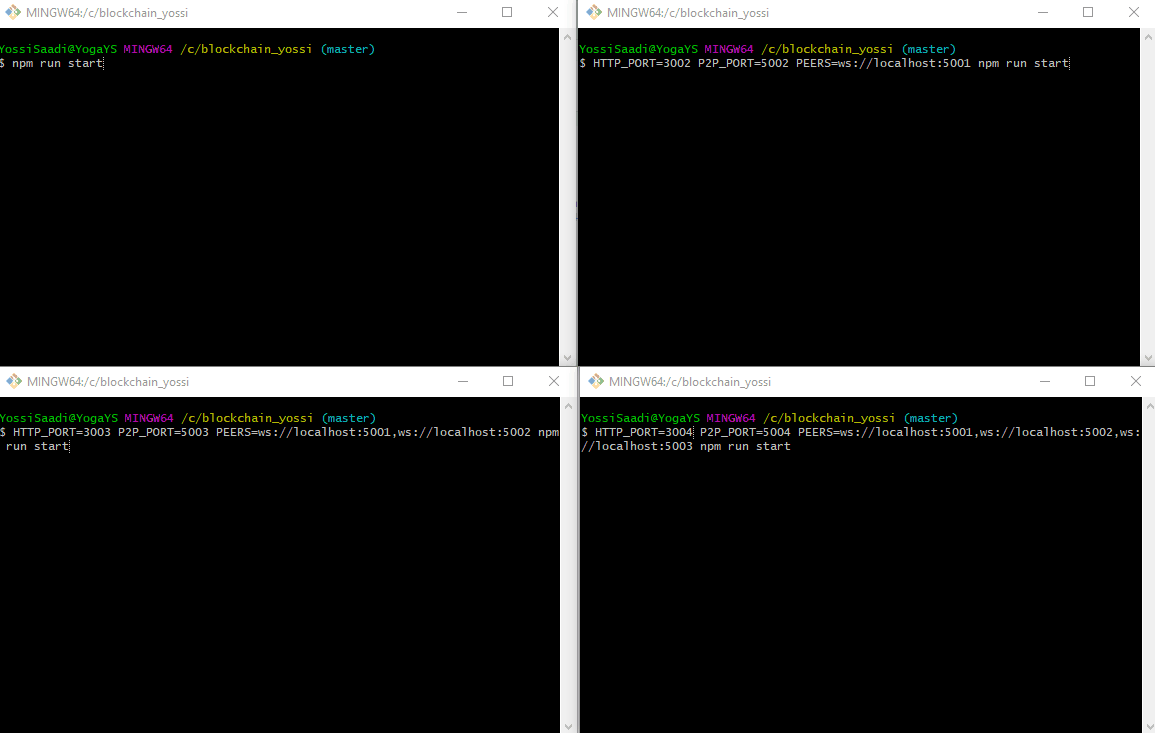 MINGW64:/c/blockchain_yossi
YossiSaadi@YogaYS MINGW64 /c/blockchain_yossi (master)
$ npm run start
MINGW64:/c/blockchain_yossi
YossiSaadi@YogaYS MINGW64 /c/blockchain_yossi (master)
$ HTTP_PORT=3002 P2P_PORT=5002 PEERS=ws://localhost:5001 npm run start
MINGW64:/c/blockchain_yossi
YossiSaadi@YogaYS MINGW64 /c/blockchain_yossi (master)
$ HTTP_PORT=3003 P2P_PORT=5003 PEERS=ws://localhost:5001,ws://localhost:5002 npm
run start
MINGW64:/c/blockchain_yossi
YossiSaadi@YogaYS MINGW64 /c/blockchain_yossi (master)
$ HTTP_PORT=3004 P2P_PORT=5004 PEERS=ws://localhost:5001,ws://localhost:5002,ws:
//localhost:5003 npm run start